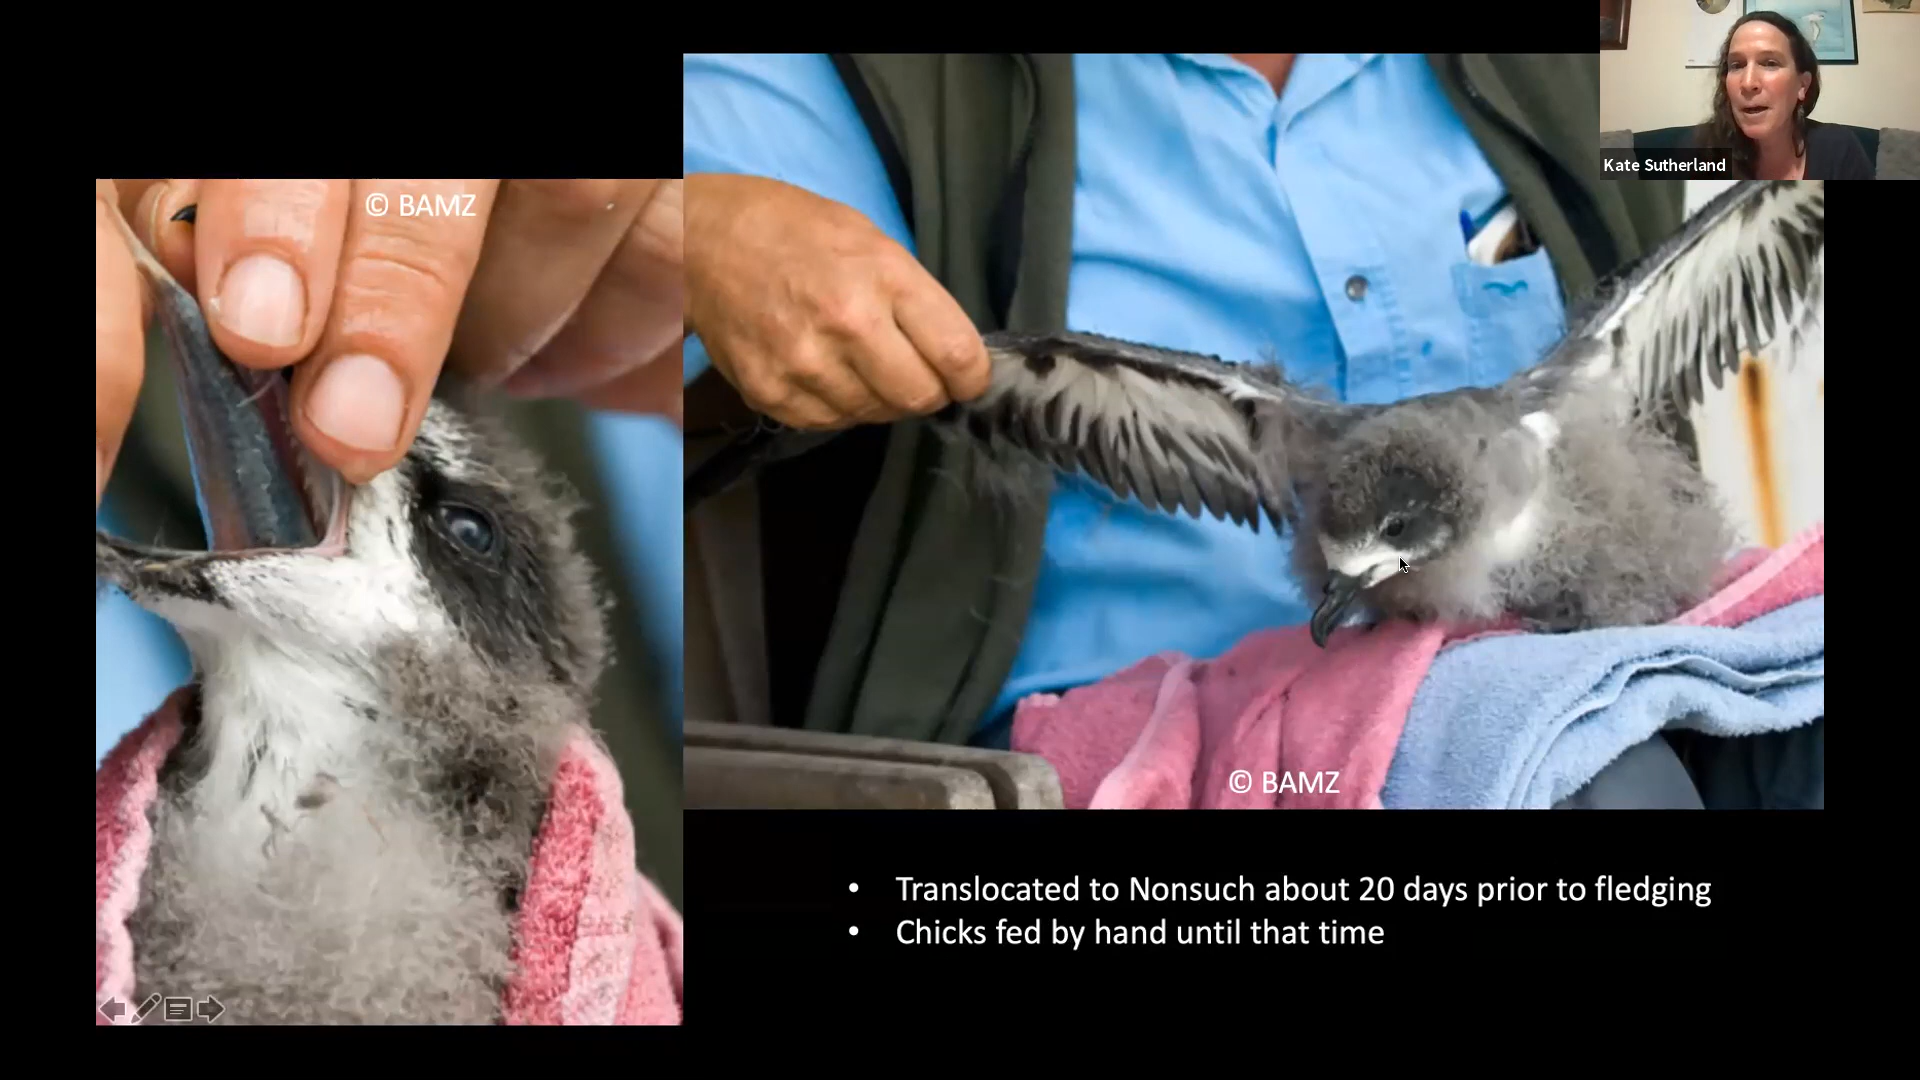 Kate Sutherland
© BAMZ
© BAMZ
• Translocated to Nonsuch about 20 days prior to fledging
• Chicks fed by hand until that time